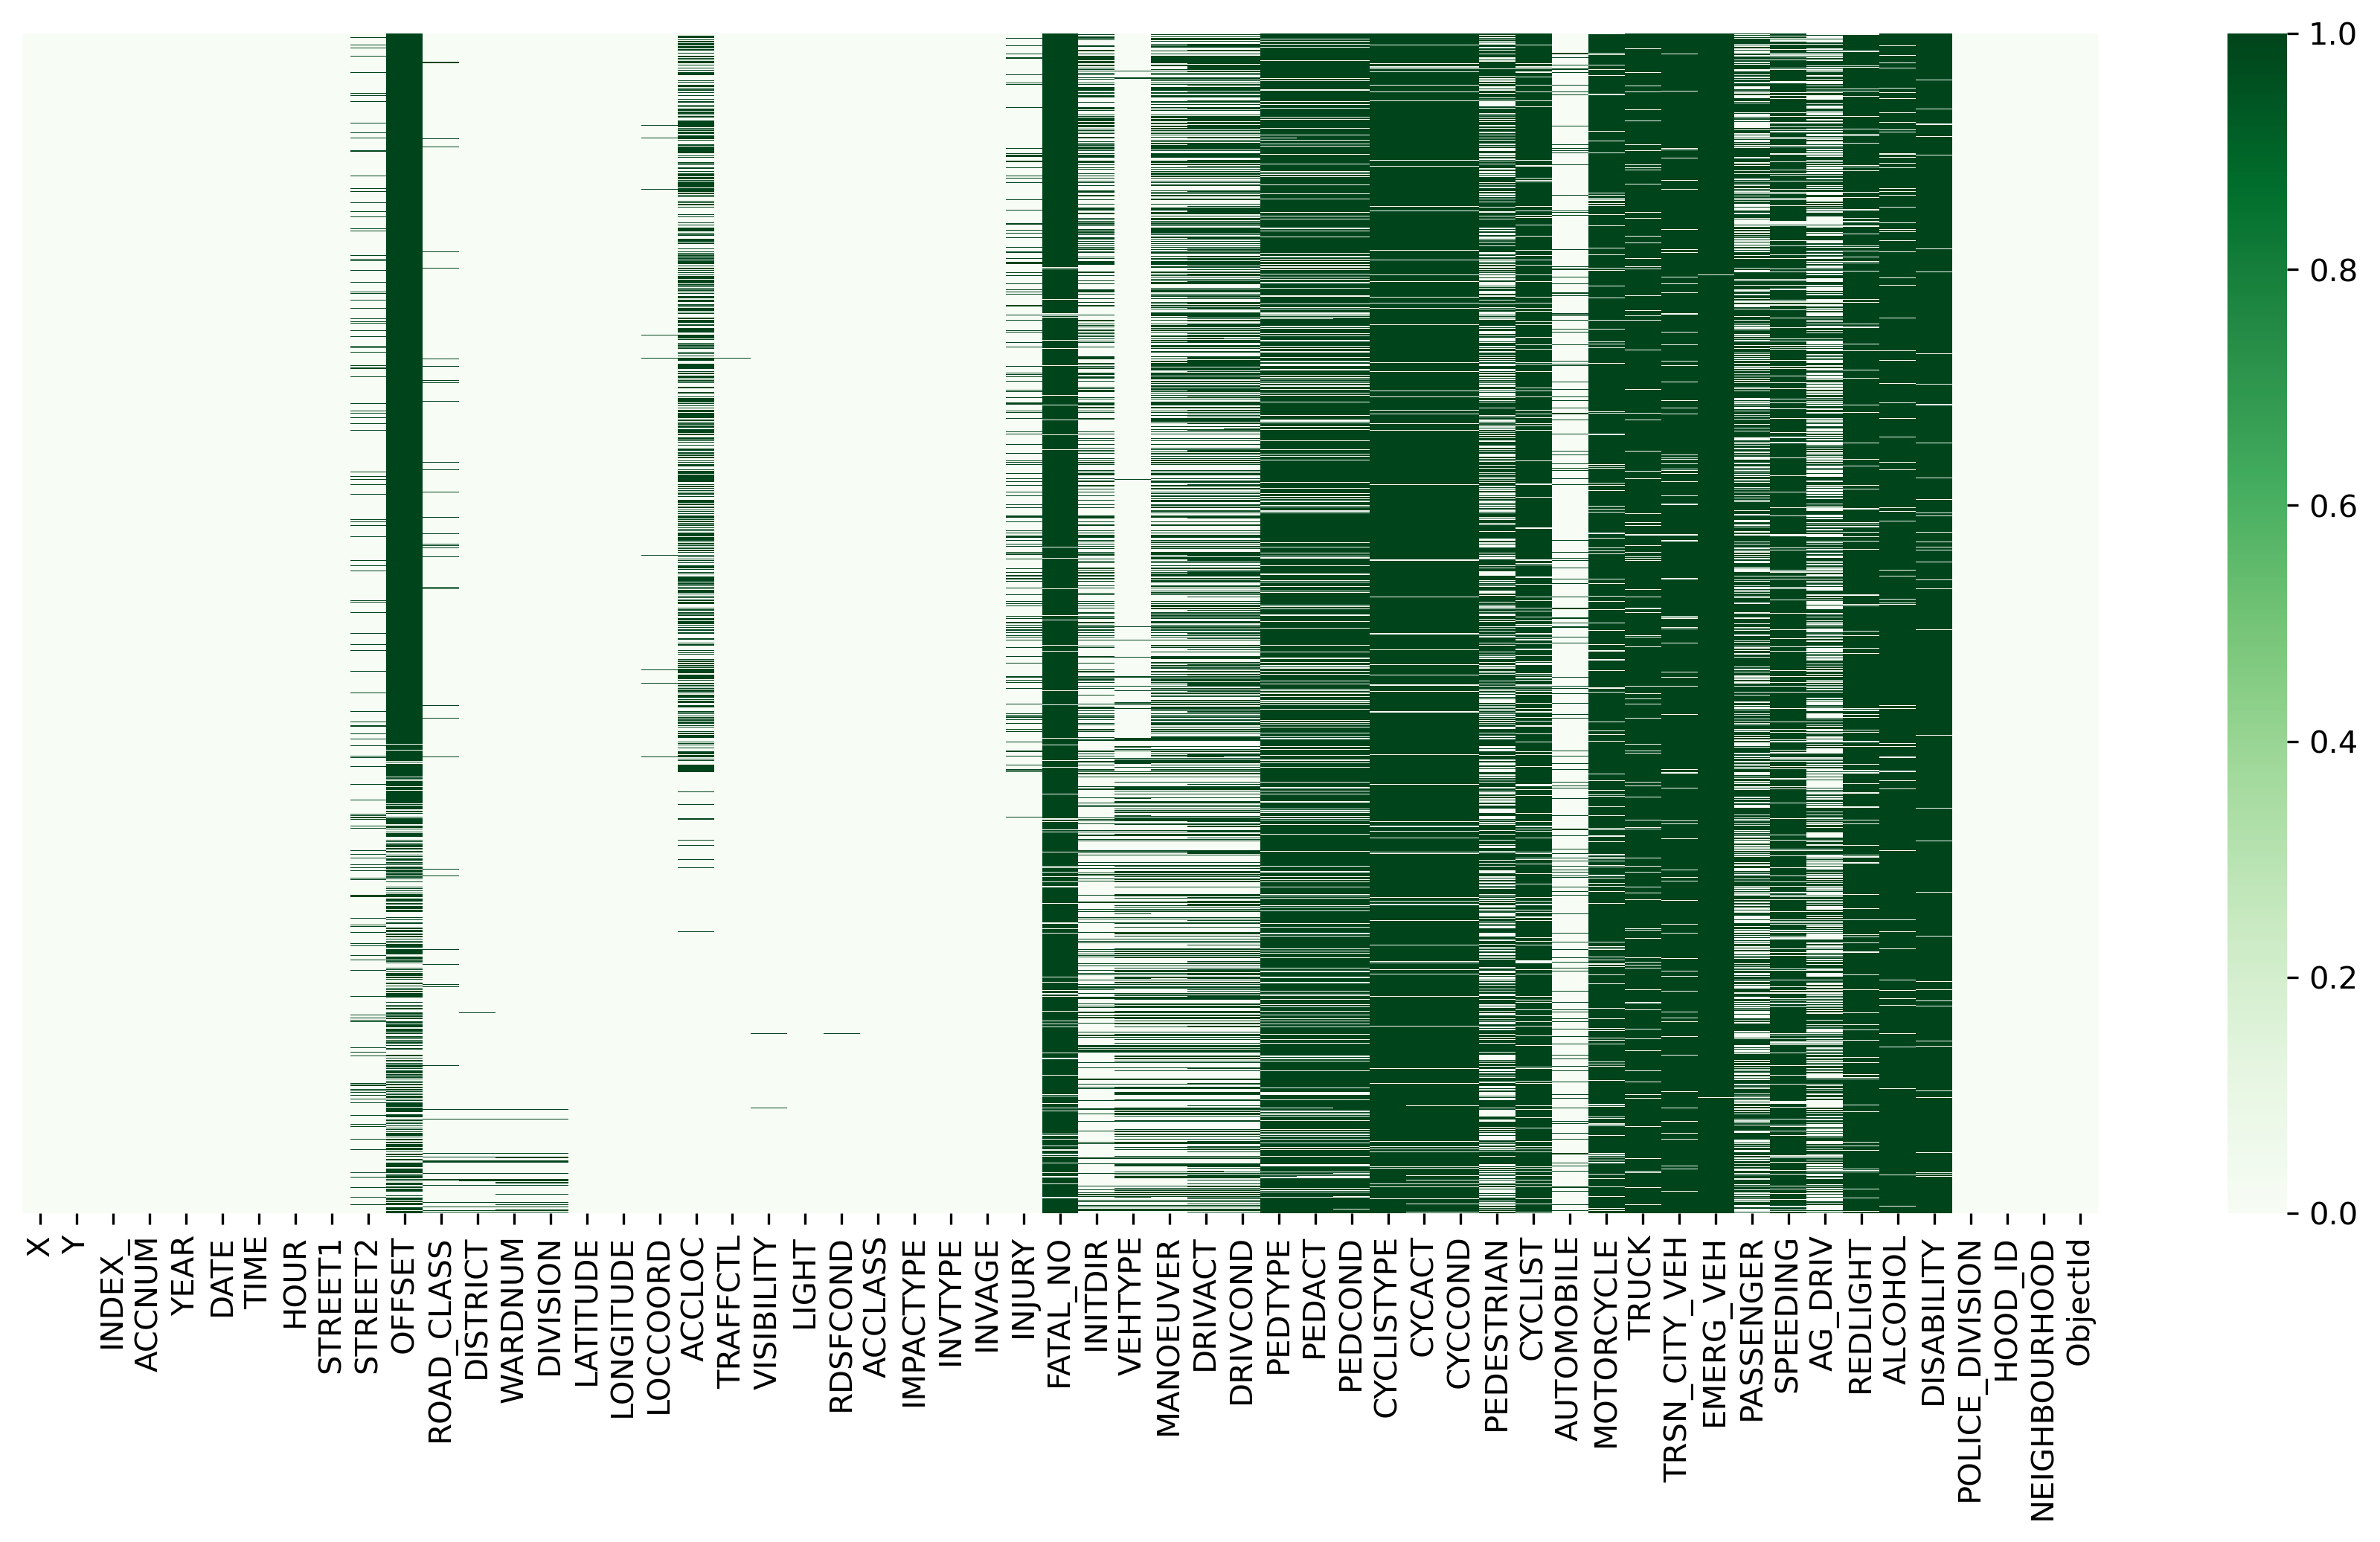 1.0
0.8
0.6
0.4
0.2
0.0
X
Y
INDEX_
ACCNUM
YEAR
DATE
TIME
HOUR
STREET1
STREET2
OFFSET
ROAD_CLASS
DISTRICT
WARDNUM
DIVISION
LATITUDE
LONGITUDE
LOCCOORD
ACCLOC
TRAFFCTL
VISIBILITY
LIGHT
RDSFCOND
ACCLASS
IMPACTYPE
INVTYPE
INVAGE
INJURY
FATAL_NO
INITDIR
VEHTYPE
MANOEUVER
DRIVACT
DRIVCOND
PEDTYPE
PEDACT
PEDCOND
CYCLISTYPE
CYCACT
CYCCOND
PEDESTRIAN
CYCLIST
AUTOMOBILE
MOTORCYCLE
TRUCK
TRSN_CITY_VEH
EMERG_VEH
PASSENGER
SPEEDING
AG_DRIV
REDLIGHT
ALCOHOL
DISABILITY
POLICE_DIVISION
HOOD_ID
NEIGHBOURHOOD
ObjectId